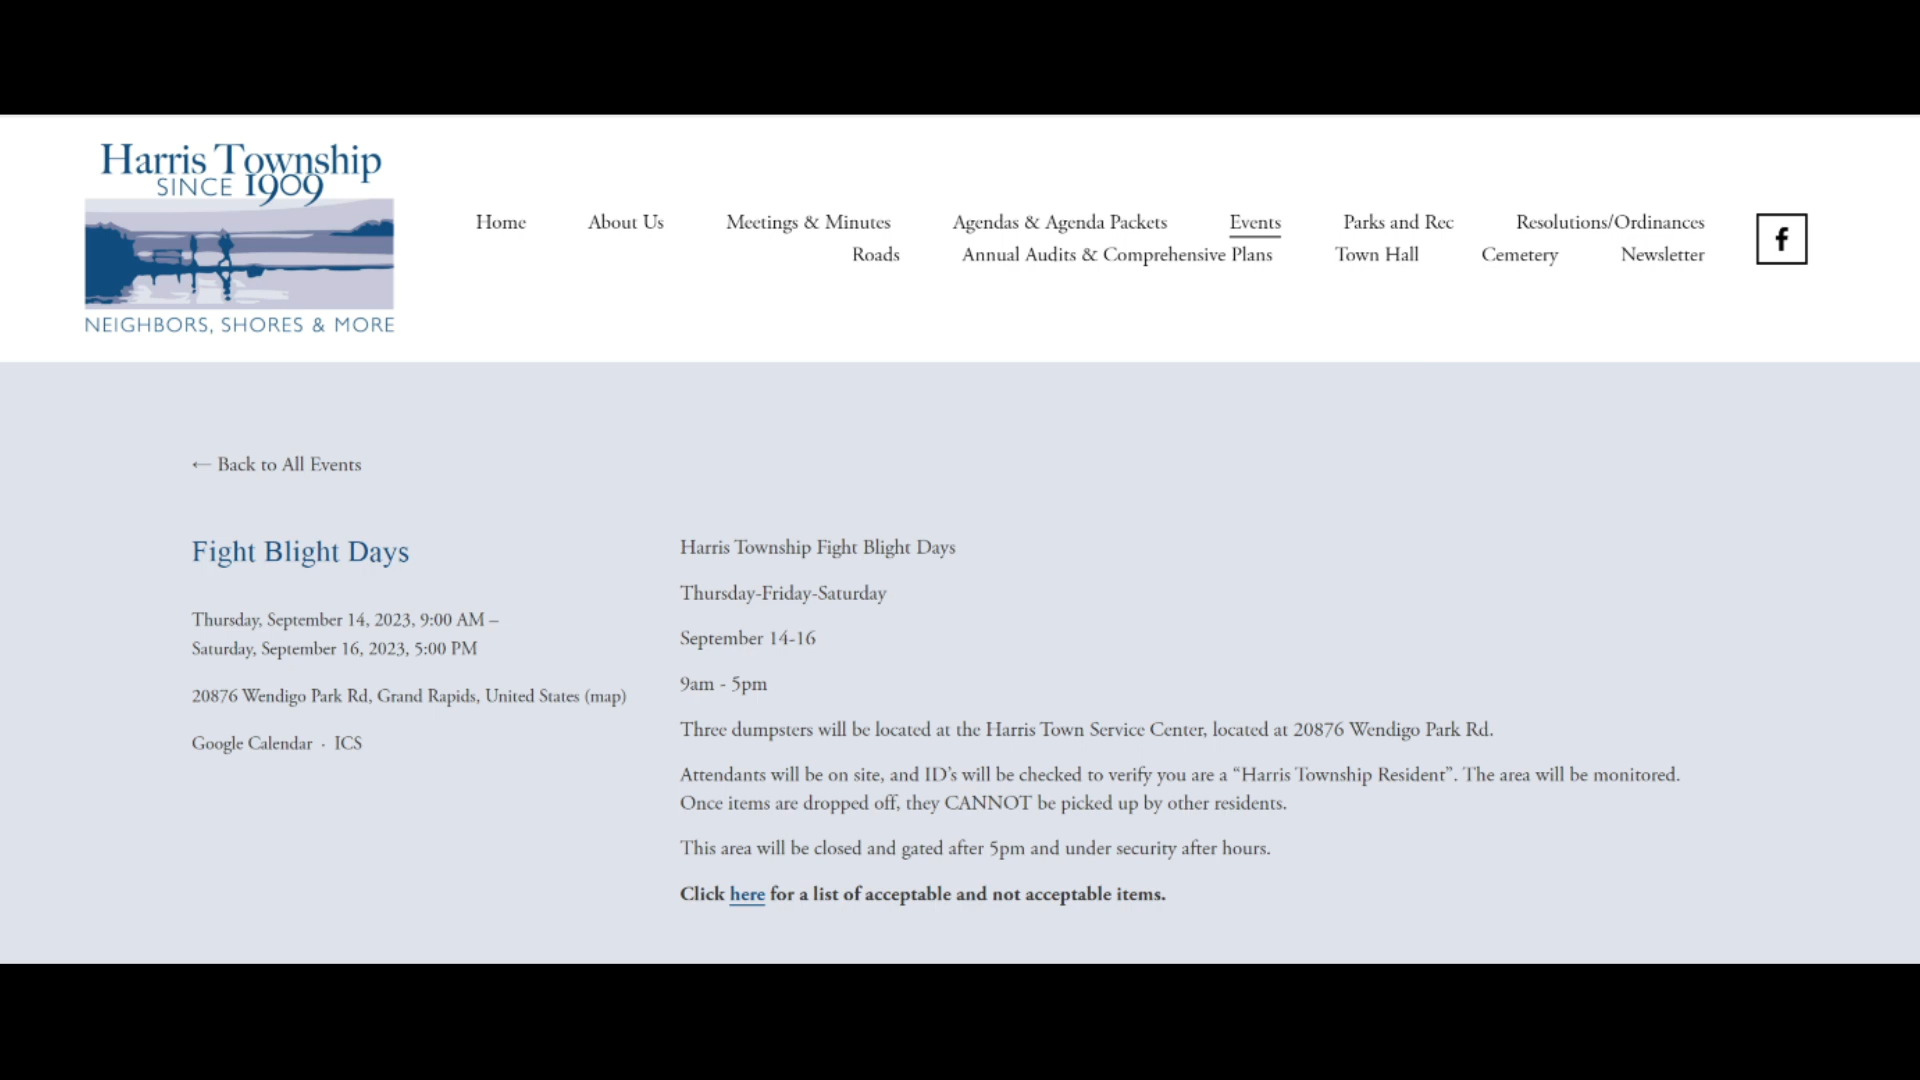 Harris Township
SINCE 1909
NEIGHBORS, SHORES & MORE
Home About Us Meetings & Minutes Agendas & Agenda Packets Events Parks and Rec Resolutions/Ordinances
Roads Annual Audits & Comprehensive Plans Town Hall Cemetery Newsletter
f
← Back to All Events
Fight Blight Days
Thursday, September 14, 2023, 9:00 AM –
Saturday, September 16, 2023, 5:00 PM
20876 Wendigo Park Rd, Grand Rapids, United States (map)
Google Calendar · ICS
Harris Township Fight Blight Days
Thursday-Friday-Saturday
September 14-16
9am - 5pm
Three dumpsters will be located at the Harris Town Service Center, located at 20876 Wendigo Park Rd.
Attendants will be on site, and ID’s will be checked to verify you are a “Harris Township Resident”. The area will be monitored.
Once items are dropped off, they CANNOT be picked up by other residents.
This area will be closed and gated after 5pm and under security after hours.
Click here for a list of acceptable and not acceptable items.